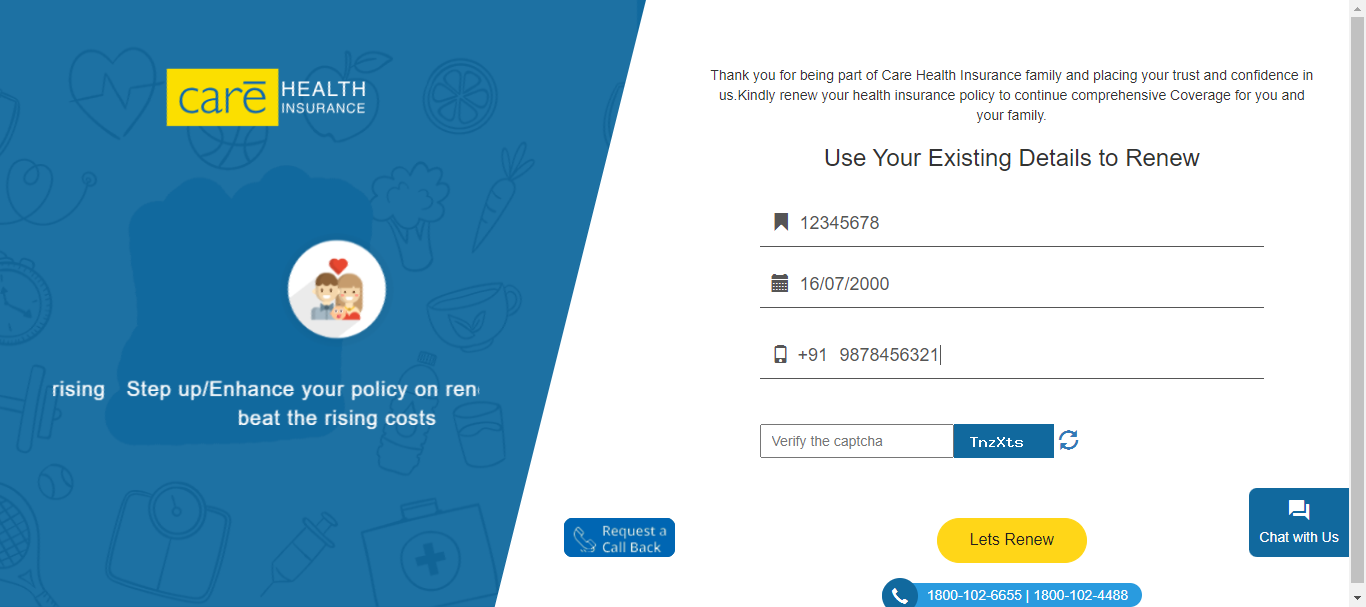 carē HEALTH
INSURANCE
rising Step up/Enhance your policy on ren
beat the rising costs
Thank you for being part of Care Health Insurance family and placing your trust and confidence in
us.Kindly renew your health insurance policy to continue comprehensive Coverage for you and
your family.
Use Your Existing Details to Renew
12345678
16/07/2000
+91 9878456321
Verify the captcha TnzXts
Request a
Call Back
Lets Renew
Chat with Us
1800-102-6655 | 1800-102-4488